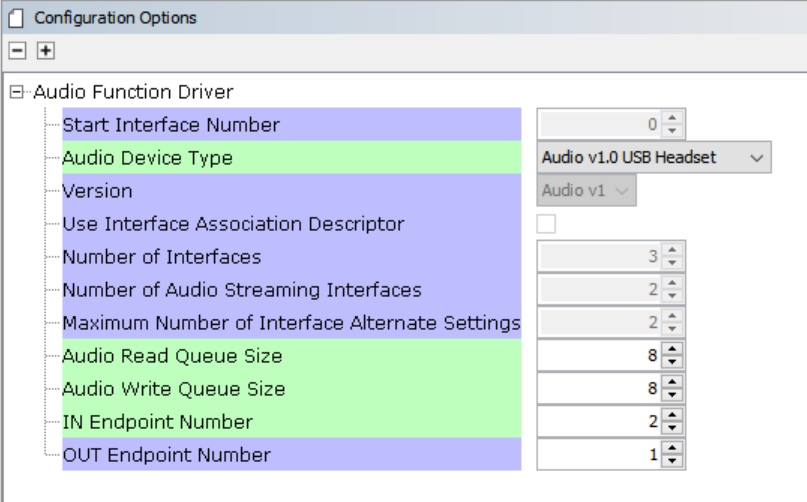 Configuration Options
Audio Function Driver
Start Interface Number 0
Audio Device Type Audio v1.0 USB Headset
Version Audio v1
Use Interface Association Descriptor
Number of Interfaces 3
Number of Audio Streaming Interfaces 2
Maximum Number of Interface Alternate Settings 2
Audio Read Queue Size 8
Audio Write Queue Size 8
IN Endpoint Number 2
OUT Endpoint Number 1